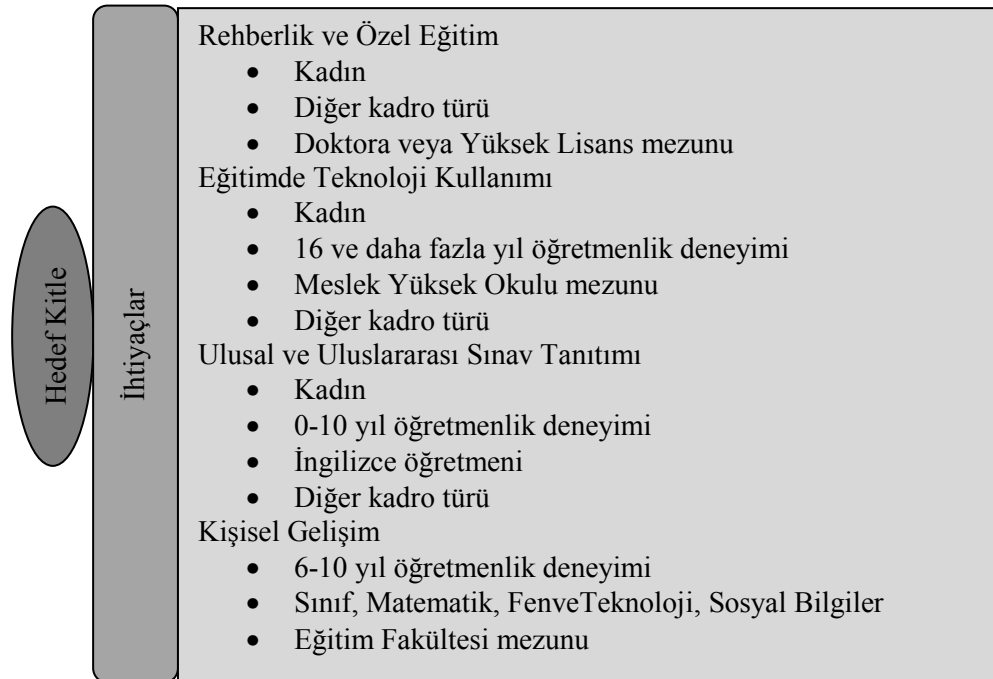 Hedef Kitle
İhtiyaçlar
Rehberlik ve Özel Eğitim
• Kadın
• Diğer kadro türü
• Doktora veya Yüksek Lisans mezunu
Eğitimde Teknoloji Kullanımı
• Kadın
• 16 ve daha fazla yıl öğretmenlik deneyimi
• Meslek Yüksek Okulu mezunu
• Diğer kadro türü
Ulusal ve Uluslararası Sınav Tanıtımı
• Kadın
• 0-10 yıl öğretmenlik deneyimi
• İngilizce öğretmeni
• Diğer kadro türü
Kişisel Gelişim
• 6-10 yıl öğretmenlik deneyimi
• Sınıf, Matematik, FenveTeknoloji, Sosyal Bilgiler
• Eğitim Fakültesi mezunu